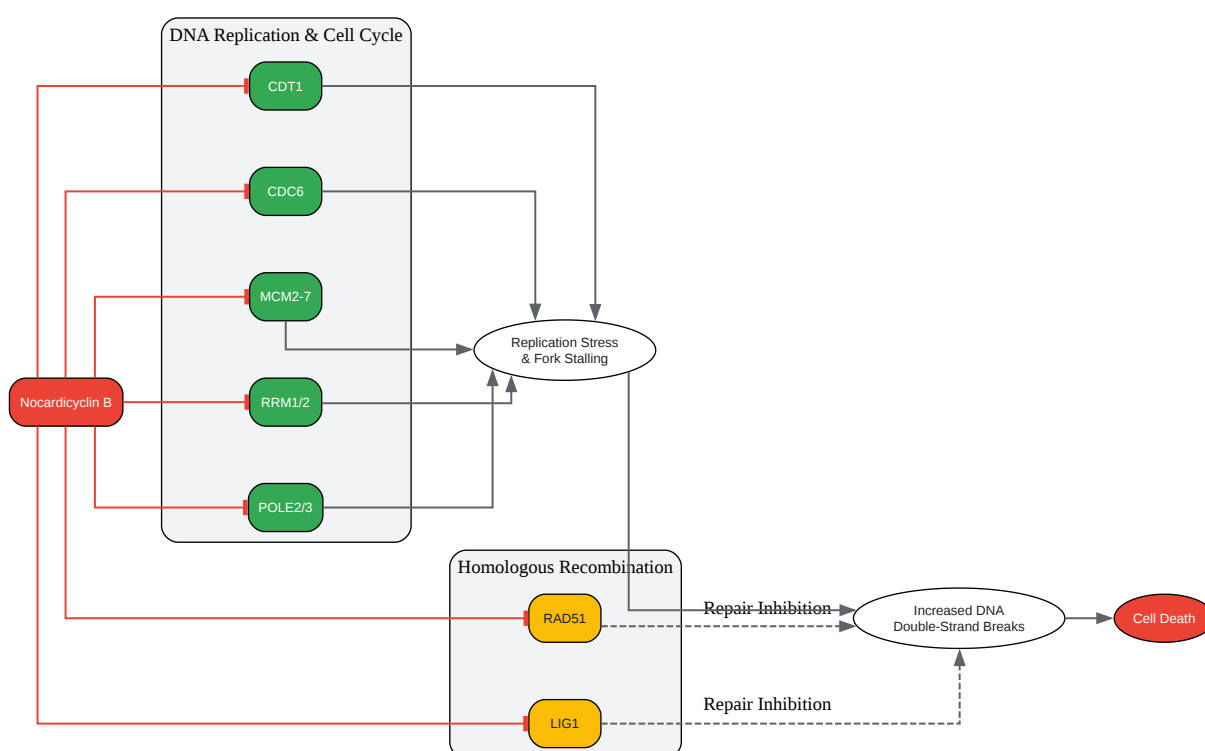 DNA Replication & Cell Cycle
CDT1
CDC6
MCM2-7
Replication Stress
& Fork Stalling
Nocardicyclin B
RRM1/2
POLE2/3
Homologous Recombination
RAD51
Repair Inhibition
Increased DNA
Double-Strand Breaks
Cell Death
LIG1
Repair Inhibition